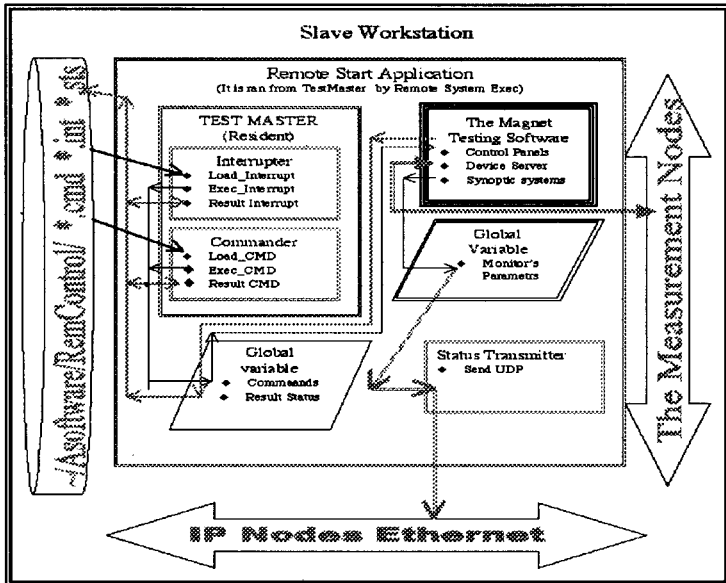 Slave Workstation
Remote Start Application
(It is ran from TestMaster by Remote System Exec)
TEST MASTER
(Resident)
Interrupter
Load_Interrupt
Exec_Interrupt
Result Interrupt
Commander
Load_CMD
Exec_CMD
Result CMD
The Magnet
Testing Software
Control Panels
Device Server
Synoptic systems
Global
Variable
Monitor's
Parametrs
Global
variable
Commands
Result Status
Status Transmitter
Send UDP
~/Asoftware/RemControl/ *.cmd *.int *.sts
The Measurement Nodes
IP Nodes Ethernet